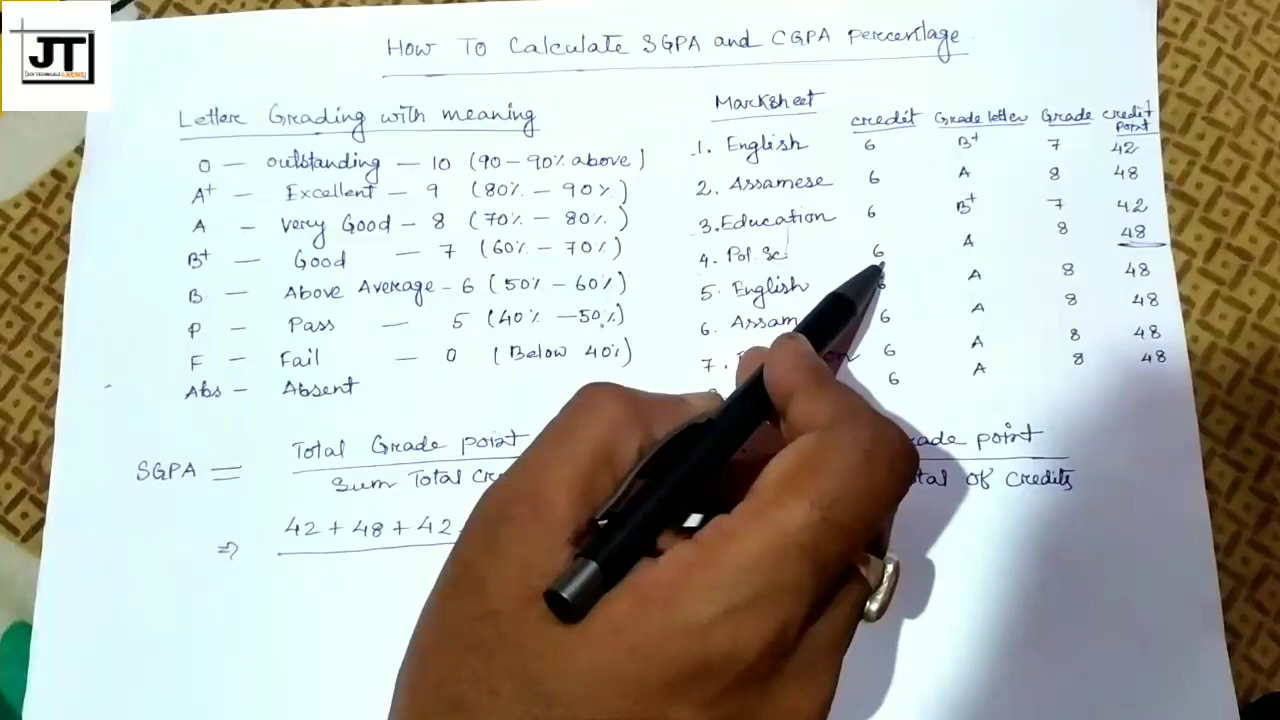 JT
How To Calculate SGPA and CGPA percentage
Letter Grading with meaning
O — outstanding — 10 (90 – 90% above)
A+ — Excellent — 9 (80% – 90%)
A — very Good — 8 (70% – 80%)
B+ — Good — 7 (60% – 70%)
B — Above Average - 6 (50% – 60%)
P — Pass — 5 (40% – 50%)
F — Fail — 0 (Below 40%)
Abs — Absent
Marksheet credit Grade letter Grade credit point
1. English 6 B+ 7 42
2. Assamese 6 A 8 48
3. Education 6 B+ 7 42
4. Pol. Sc. 6 A 8 48
5. English 6 A 8 48
6. Assam 6 A 8 48
7. 6 A 8 48
6 A 8 48
SGPA = Total Grade point
Sum Total Cre
⇒ 42 + 48 + 42
ade point
tal of Credits